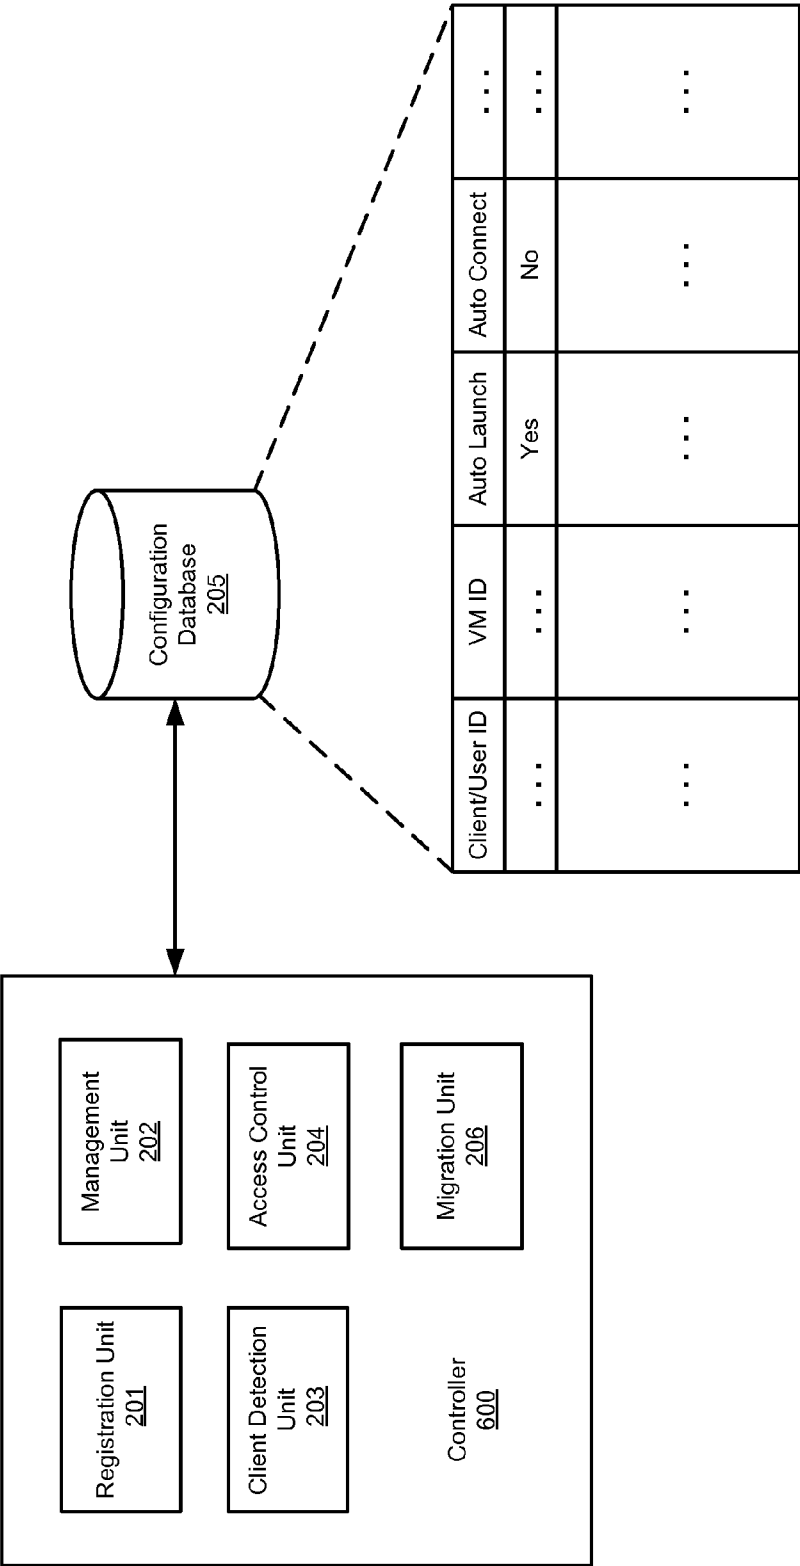 Registration Unit
201
Management
Unit
202
Client Detection
Unit
203
Access Control
Unit
204
Controller
600
Migration Unit
206
Configuration
Database
205
Client/User ID VM ID Auto Launch Auto Connect ...
... ... Yes No ...
... ... ... ... ...